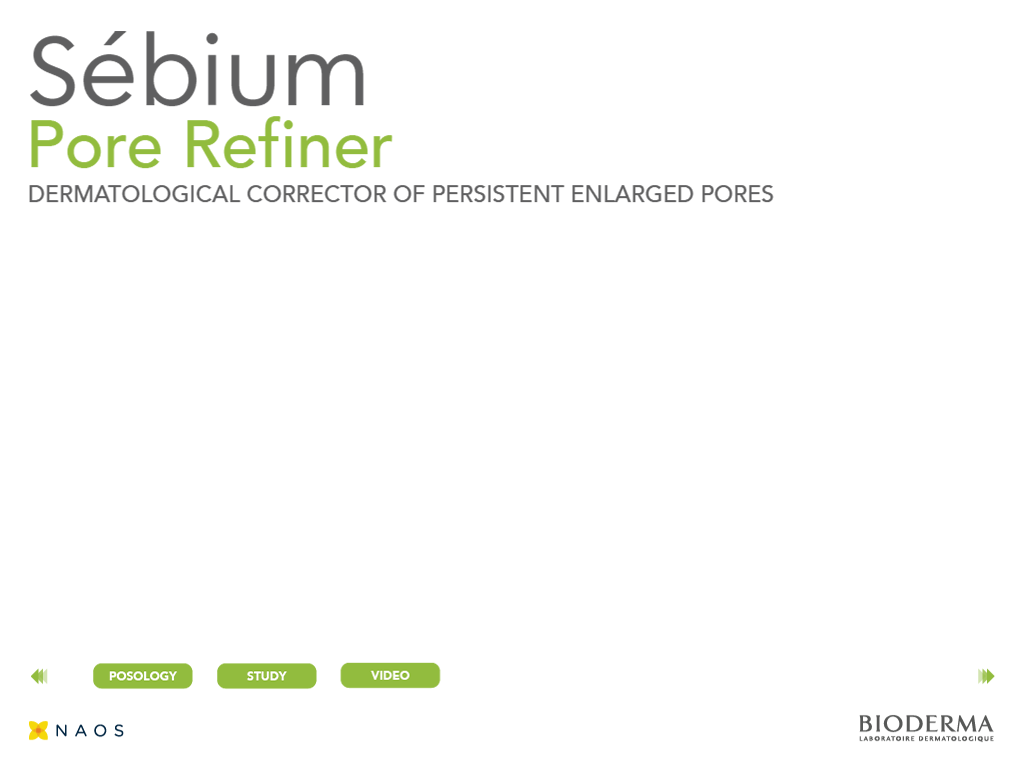 Sébium
Pore Refiner
DERMATOLOGICAL CORRECTOR OF PERSISTENT ENLARGED PORES
POSOLOGY
STUDY
VIDEO
NAOS
BIODERMA
LABORATOIRE DERMATOLOGIQUE